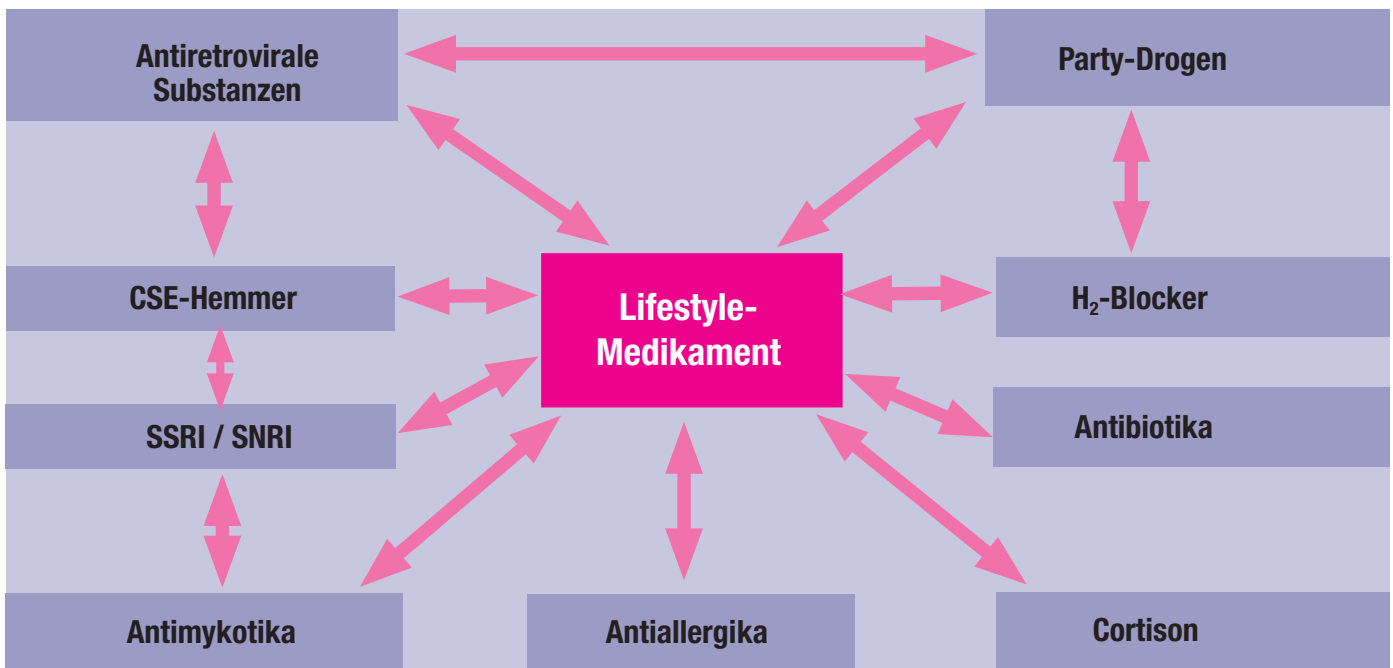 Antiretrovirale
Substanzen
Party-Drogen
CSE-Hemmer
Lifestyle-
Medikament
H₂-Blocker
SSRI / SNRI
Antibiotika
Antimykotika
Antiallergika
Cortison